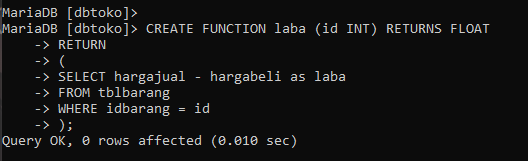 MariaDB [dbtoko]>
MariaDB [dbtoko]> CREATE FUNCTION laba (id INT) RETURNS FLOAT
    -> RETURN
    -> (
    -> SELECT hargajual - hargabeli as laba
    -> FROM tblbarang
    -> WHERE idbarang = id
    -> );
Query OK, 0 rows affected (0.010 sec)